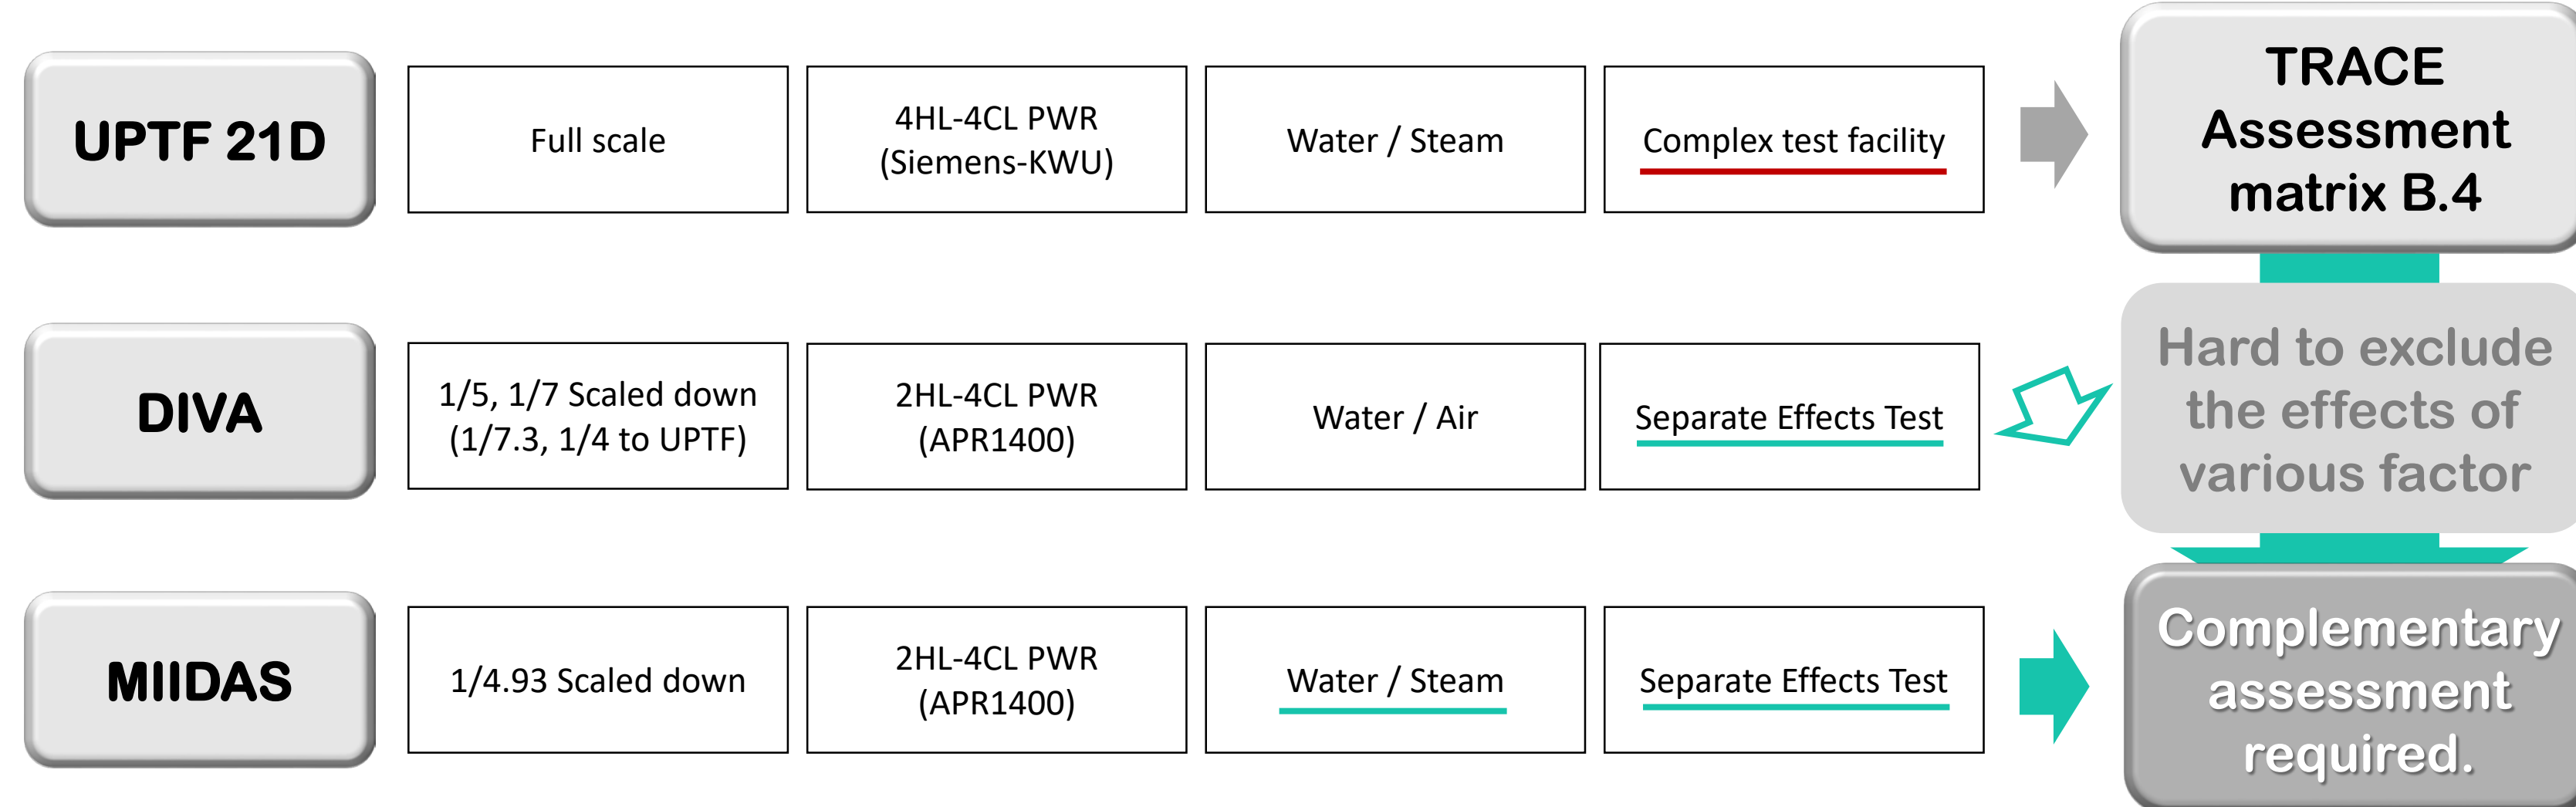 UPTF 21D
Full scale
4HL-4CL PWR
(Siemens-KWU)
Water / Steam
Complex test facility
TRACE
Assessment
matrix B.4
DIVA
1/5, 1/7 Scaled down
(1/7.3, 1/4 to UPTF)
2HL-4CL PWR
(APR1400)
Water / Air
Separate Effects Test
Hard to exclude
the effects of
various factor
MIIDAS
1/4.93 Scaled down
2HL-4CL PWR
(APR1400)
Water / Steam
Separate Effects Test
Complementary
assessment
required.